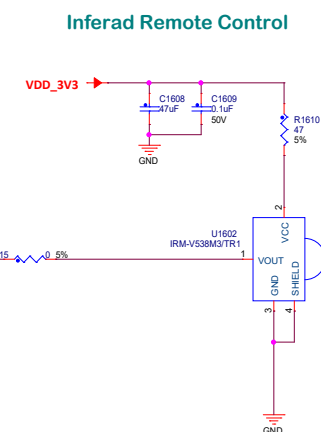 Inferad Remote Control
VDD_3V3
C1608
47uF
C1609
0.1uF
50V
GND
R1610
47
5%
U1602
IRM-V538M3/TR1
2
VCC
15
0 5%
1
VOUT
GND
SHIELD
3
4
GND